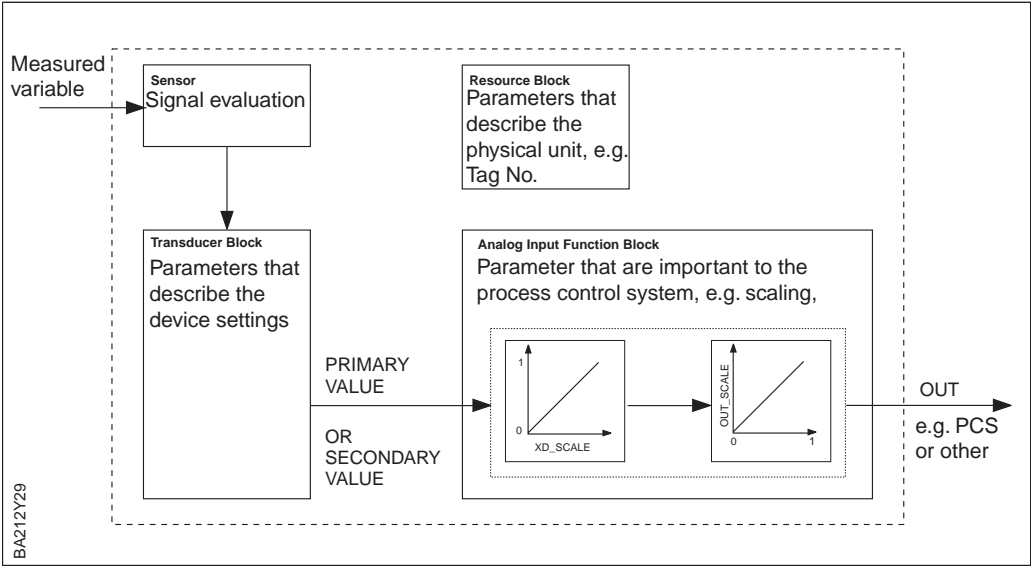 Measured
variable
Sensor
Signal evaluation
Resource Block
Parameters that
describe the
physical unit, e.g.
Tag No.
Transducer Block
Parameters that
describe the
device settings
Analog Input Function Block
Parameter that are important to the
process control system, e.g. scaling,
PRIMARY
VALUE
OR
SECONDARY
VALUE
1
0
XD_SCALE
OUT_SCALE
0
1
OUT
e.g. PCS
or other
BA212Y29